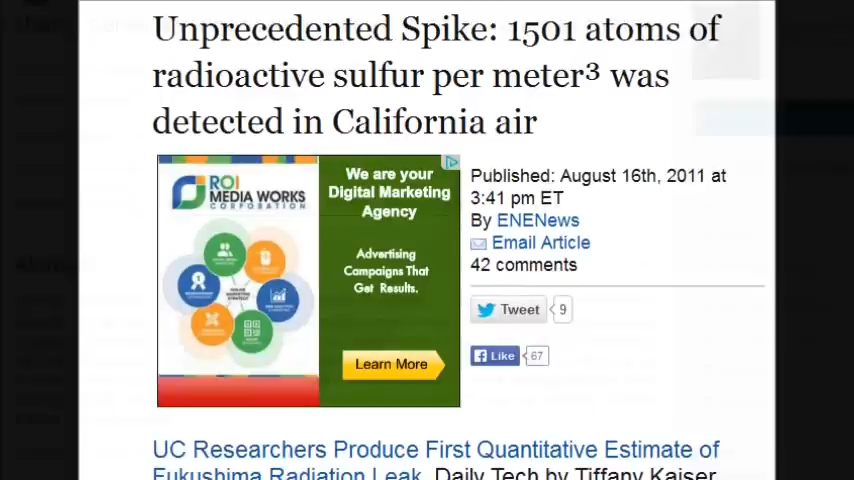 Unprecedented Spike: 1501 atoms of
radioactive sulfur per meter³ was
detected in California air
ROI
MEDIA WORKS
CORPORATION
We are your
Digital Marketing
Agency
Advertising
Campaigns That
Get Results.
Learn More
Published: August 16th, 2011 at
3:41 pm ET
By ENENews
Email Article
42 comments
Tweet 9
Like 67
UC Researchers Produce First Quantitative Estimate of
Fukushima Radiation Leak, Daily Tech by Tiffany Kaiser,